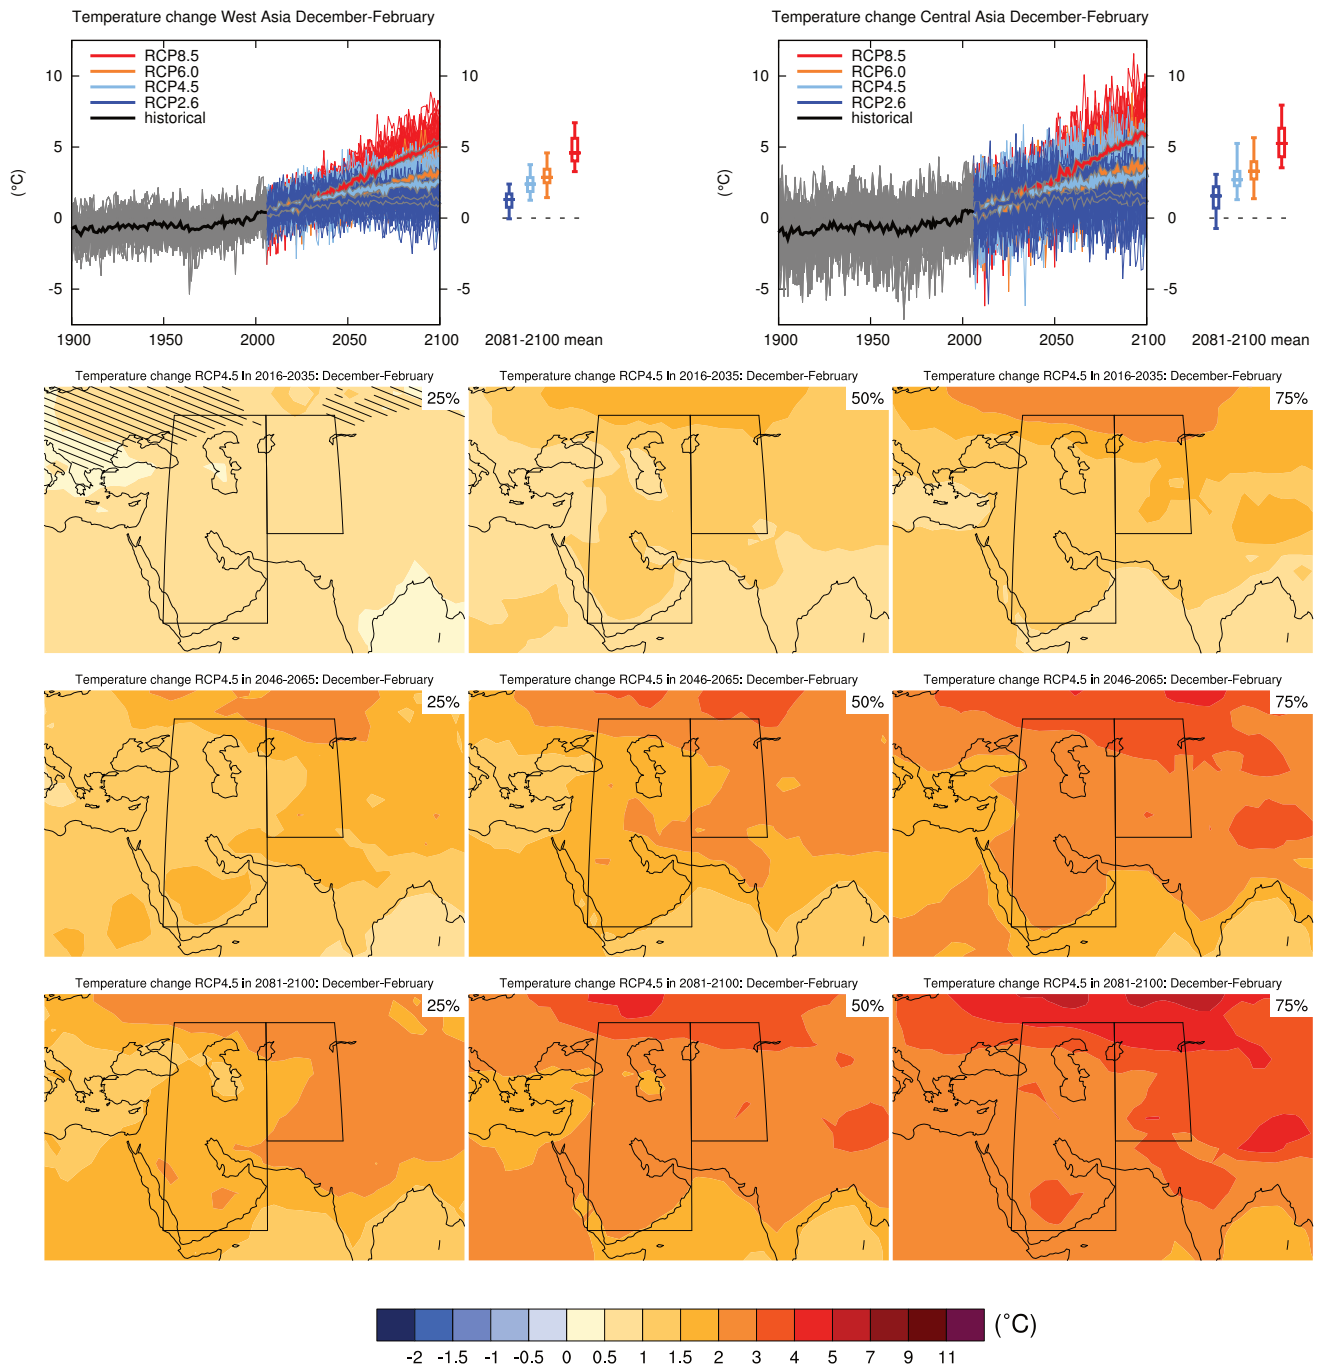 Temperature change West Asia December-February
Temperature change Central Asia December-February
RCP8.5
RCP6.0
RCP4.5
RCP2.6
historical
(°C)
10
5
0
-5
10
5
0
-5
1900 1950 2000 2050 2100
2081-2100 mean
RCP8.5
RCP6.0
RCP4.5
RCP2.6
historical
(°C)
10
5
0
-5
10
5
0
-5
1900 1950 2000 2050 2100
2081-2100 mean
Temperature change RCP4.5 in 2016-2035: December-February
25%
Temperature change RCP4.5 in 2016-2035: December-February
50%
Temperature change RCP4.5 in 2016-2035: December-February
75%
Temperature change RCP4.5 in 2046-2065: December-February
25%
Temperature change RCP4.5 in 2046-2065: December-February
50%
Temperature change RCP4.5 in 2046-2065: December-February
75%
Temperature change RCP4.5 in 2081-2100: December-February
25%
Temperature change RCP4.5 in 2081-2100: December-February
50%
Temperature change RCP4.5 in 2081-2100: December-February
75%
(°C)
-2 -1.5 -1 -0.5 0 0.5 1 1.5 2 3 4 5 7 9 11